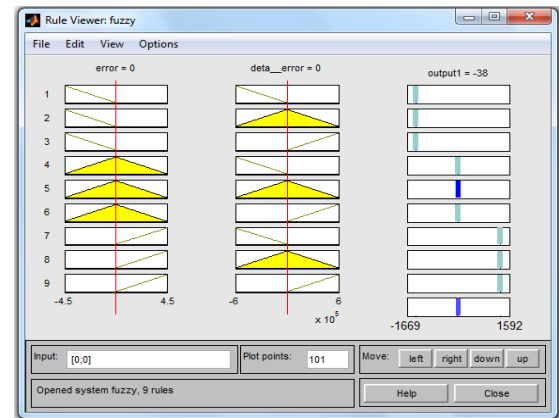 Rule Viewer: fuzzy
File Edit View Options
error = 0 deta__error = 0 output1 = -38
1
2
3
4
5
6
7
8
9
-4.5 4.5 -6 6
x 10^5
-1669 1592
Input: [0;0] Plot points: 101 Move: left right down up
Opened system fuzzy, 9 rules Help Close